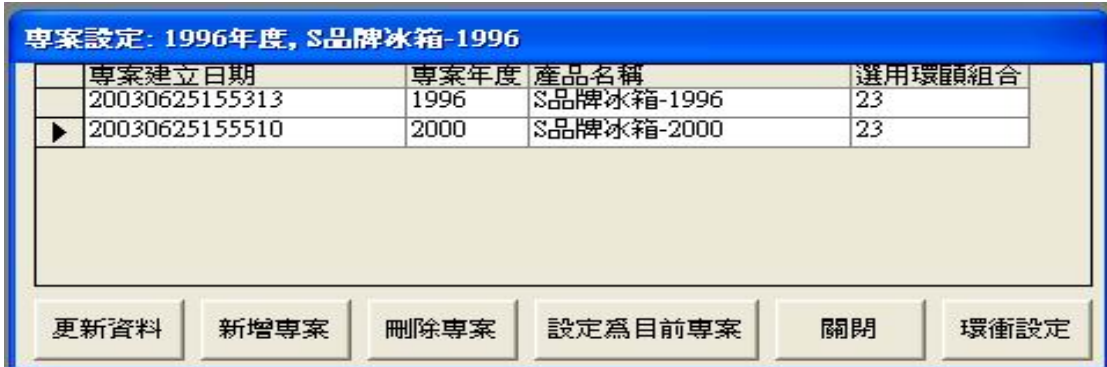 專案設定: 1996年度, S品牌冰箱-1996
專案建立日期 專案年度 產品名稱 選用環顧組合
20030625155313 1996 S品牌冰箱-1996 23
20030625155510 2000 S品牌冰箱-2000 23
更新資料 新增專案 刪除專案 設定為目前專案 關閉 環衝設定